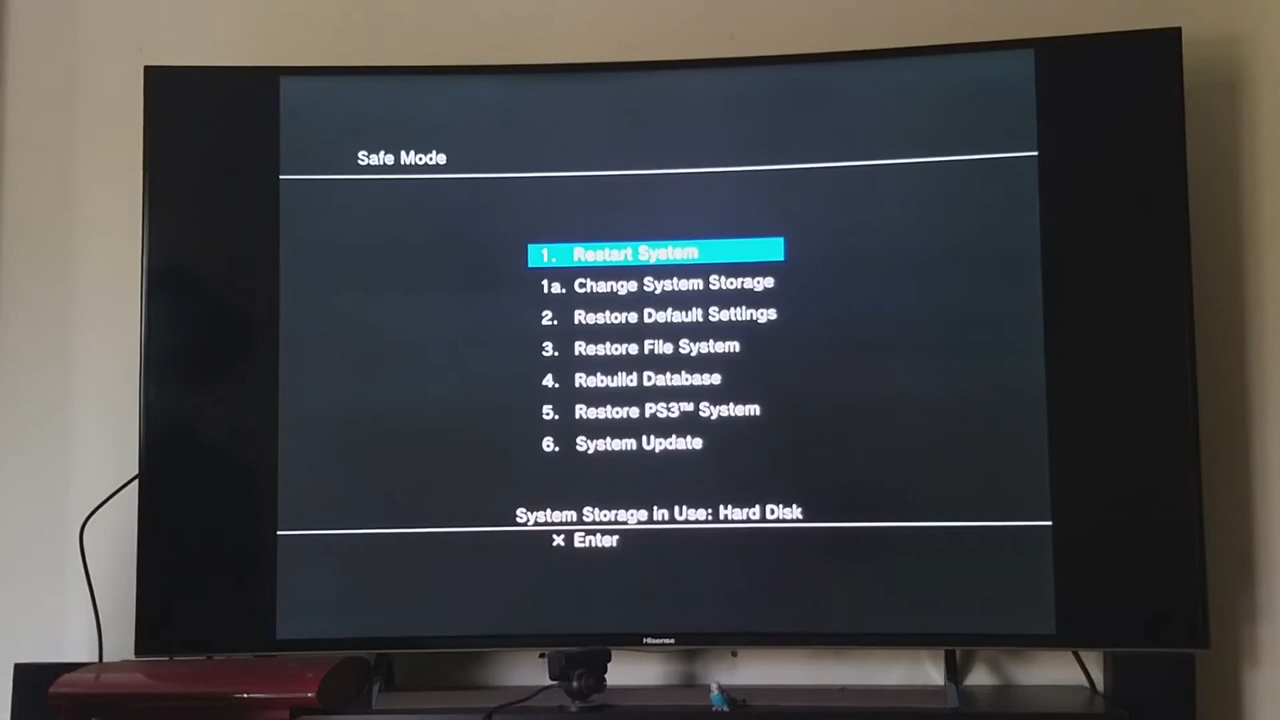 Safe Mode
1. Restart System
1a. Change System Storage
2. Restore Default Settings
3. Restore File System
4. Rebuild Database
5. Restore PS3™ System
6. System Update
System Storage in Use: Hard Disk
✕ Enter
Hisense